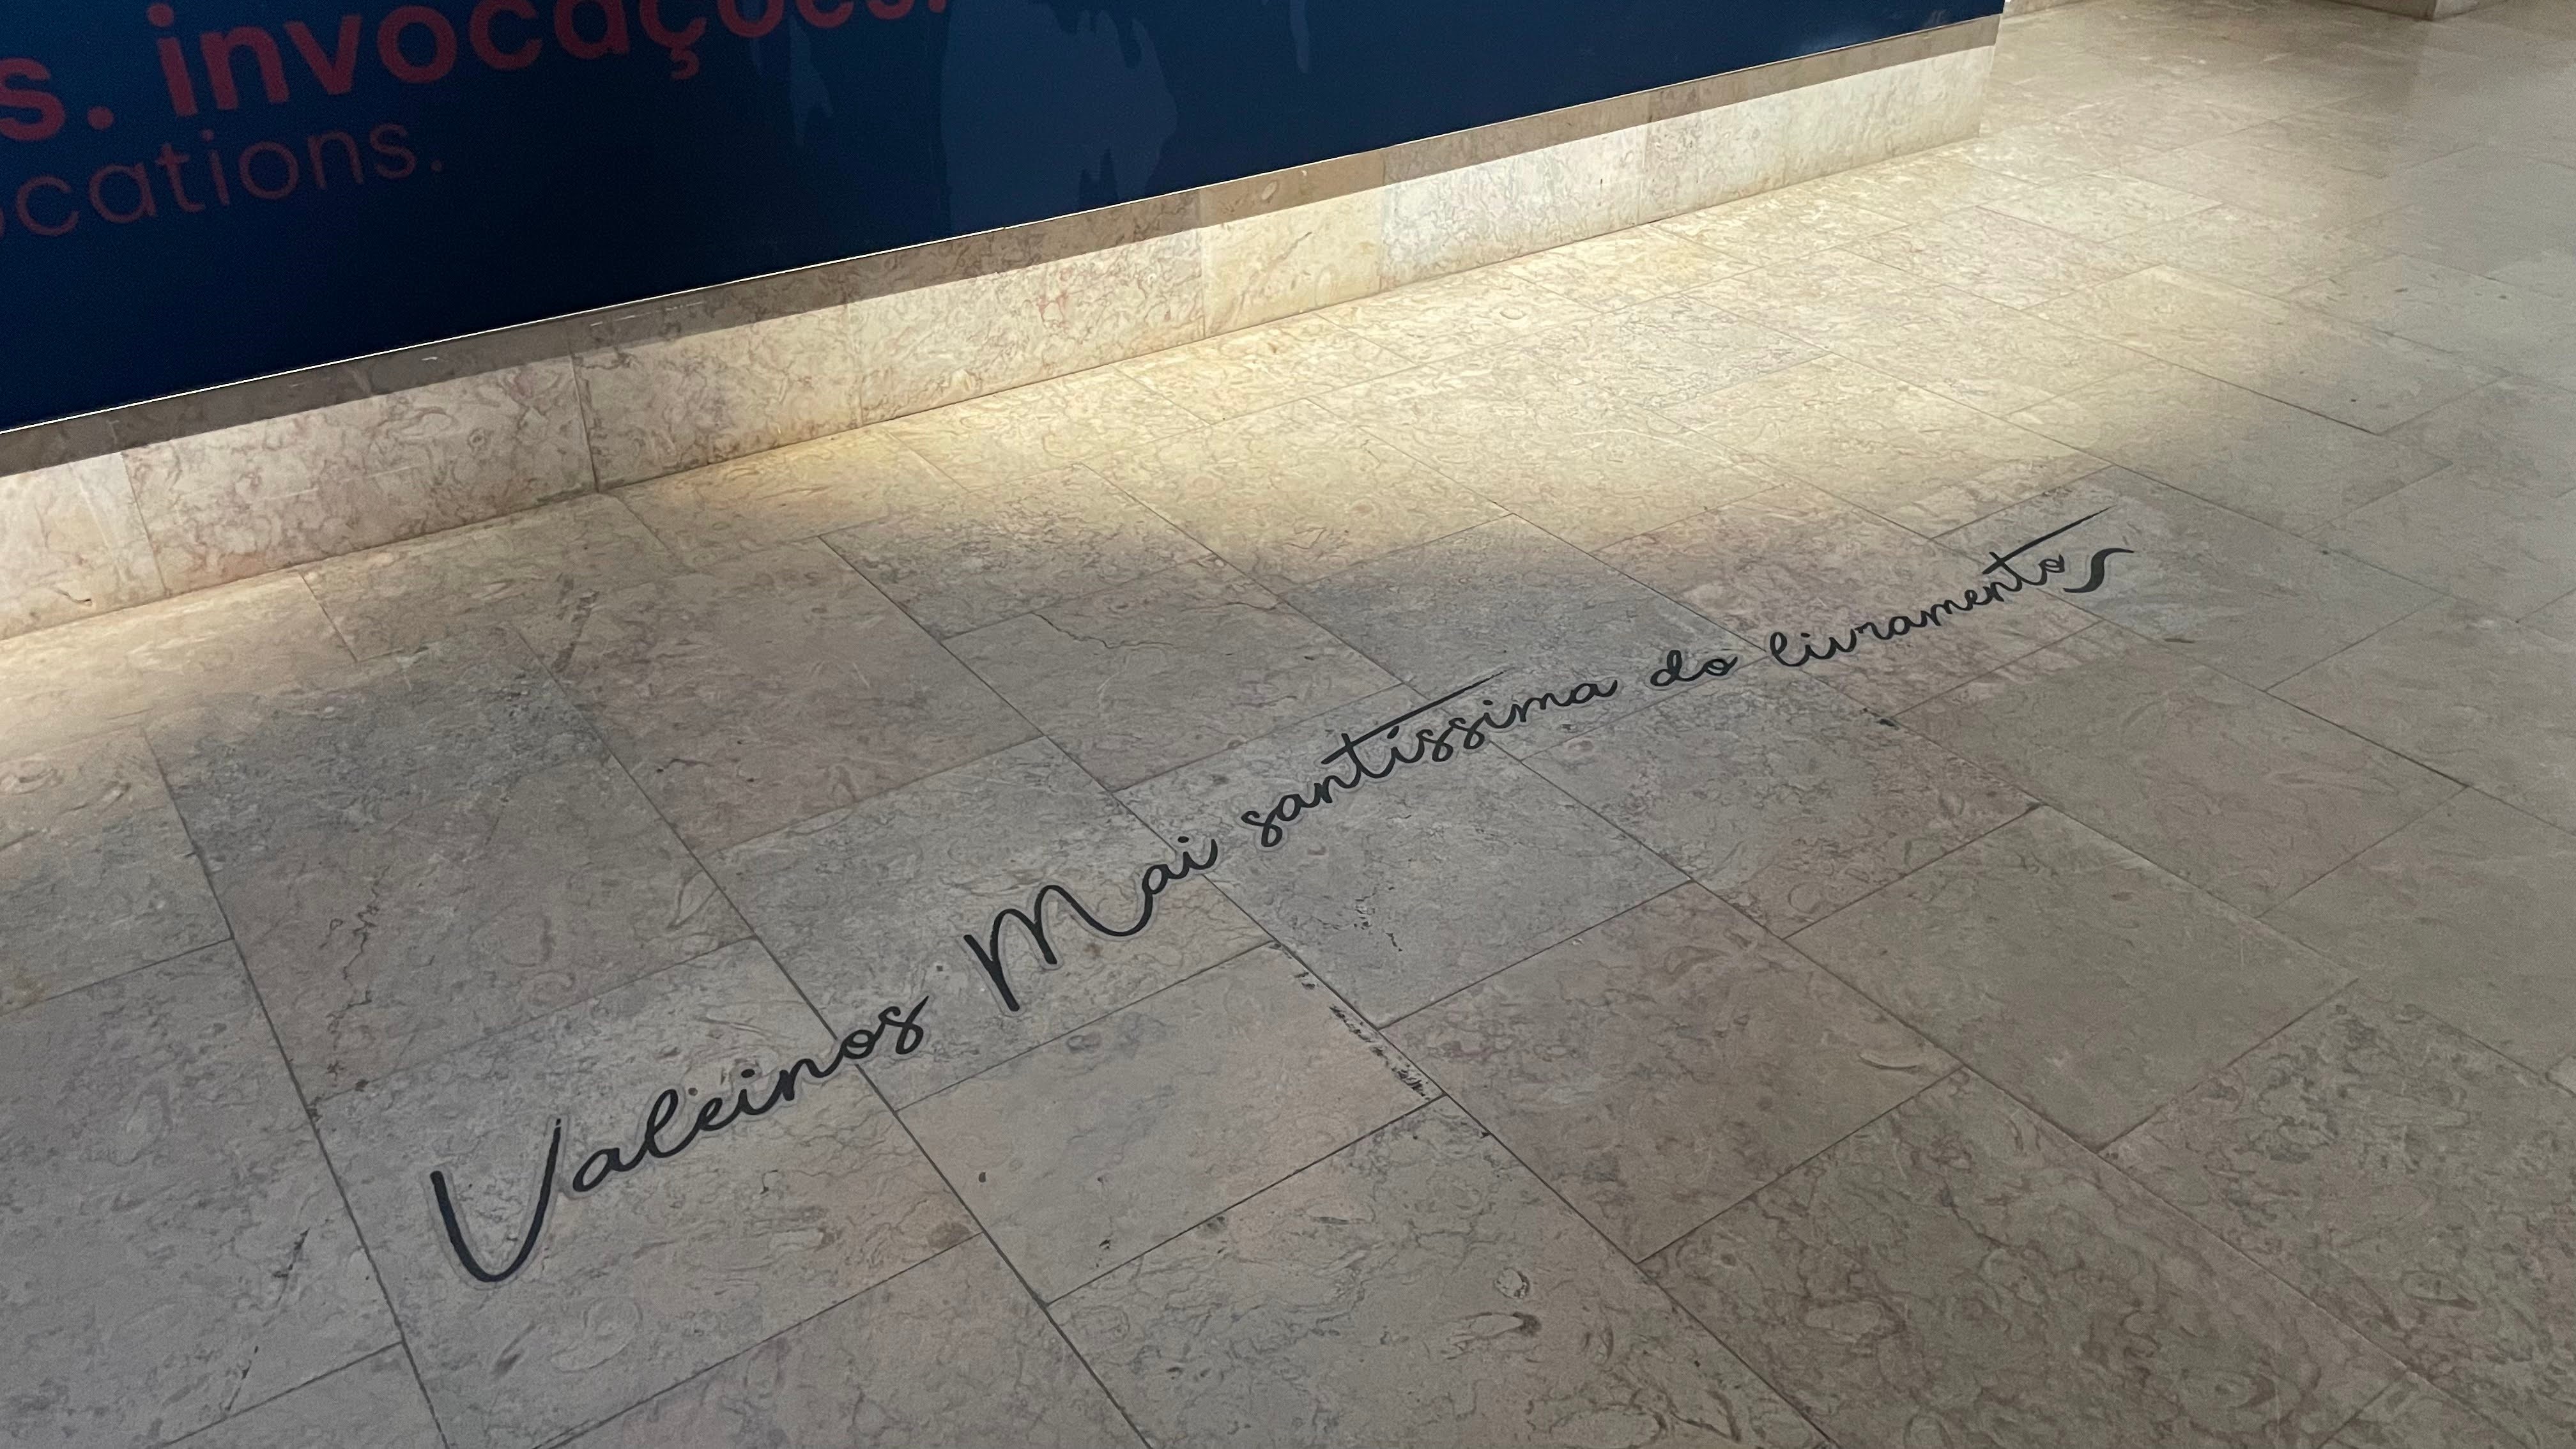 s. invocações.
ocations.
Valeinos Mai santissima do livramento